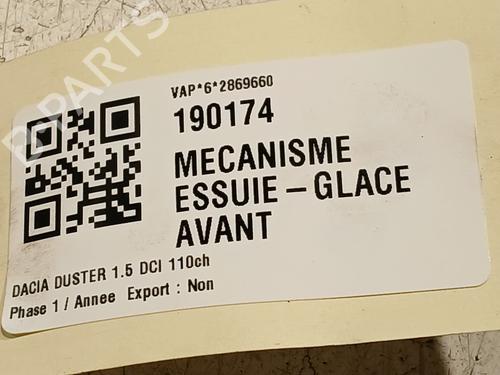 VAP*6*2869660
190174
MECANISME
ESSUIE-GLACE
AVANT
DACIA DUSTER 1.5 DCI 110ch
Phase 1 / Annee Export : Non
B-PARTS